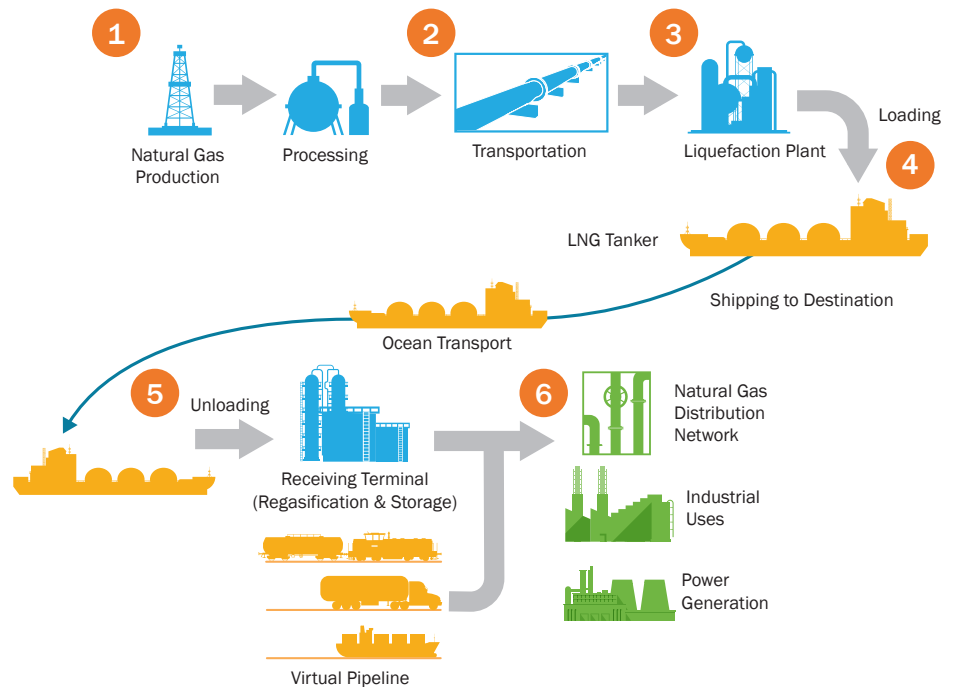 1
Natural Gas
Production
Processing
2
Transportation
3
Liquefaction Plant
Loading
4
LNG Tanker
Shipping to Destination
Ocean Transport
5
Unloading
Receiving Terminal
(Regasification & Storage)
Virtual Pipeline
6
Natural Gas
Distribution
Network
Industrial
Uses
Power
Generation